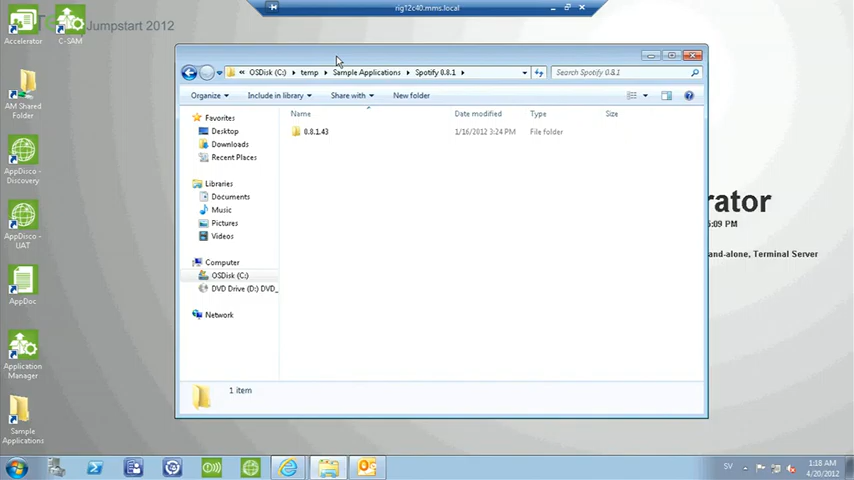 rig12c40.mms.local
Jumpstart 2012
Accelerator
C-SAM
AM Shared
Folder
AppDisco -
Discovery
AppDisco -
UAT
AppDoc
Application
Manager
Sample
Applications
« OSDisk (C:) temp Sample Applications Spotify 0.8.1
Search Spotify 0.8.1
Organize Include in library Share with New folder
Name Date modified Type Size
0.8.1.43 1/16/2012 3:24 PM File folder
Favorites
Desktop
Downloads
Recent Places
Libraries
Documents
Music
Pictures
Videos
Computer
OSDisk (C:)
DVD Drive (D:) DVD_
Network
1 item
rator
5:09 PM
and-alone, Terminal Server
SV
1:18 AM
4/20/2012